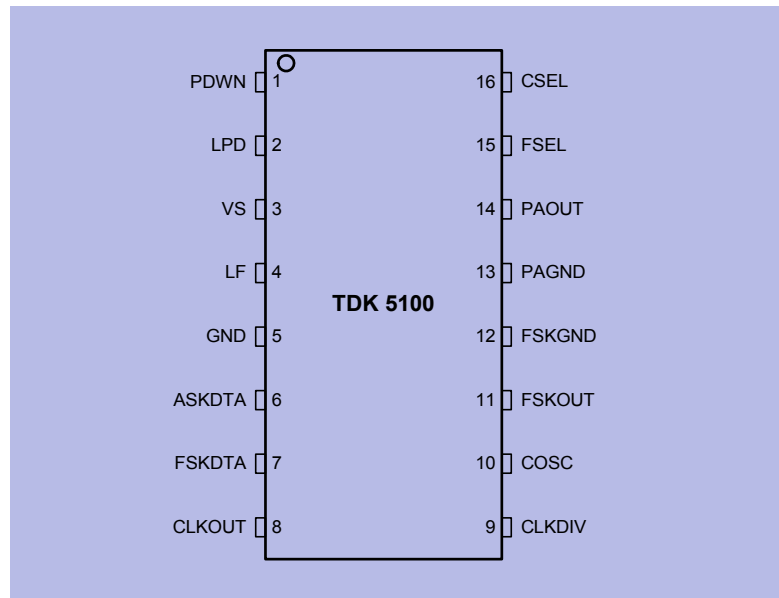 PDWN 1 16 CSEL
LPD 2 15 FSEL
VS 3 14 PAOUT
LF 4 13 PAGND
TDK 5100
GND 5 12 FSKGND
ASKDTA 6 11 FSKOUT
FSKDTA 7 10 COSC
CLKOUT 8 9 CLKDIV